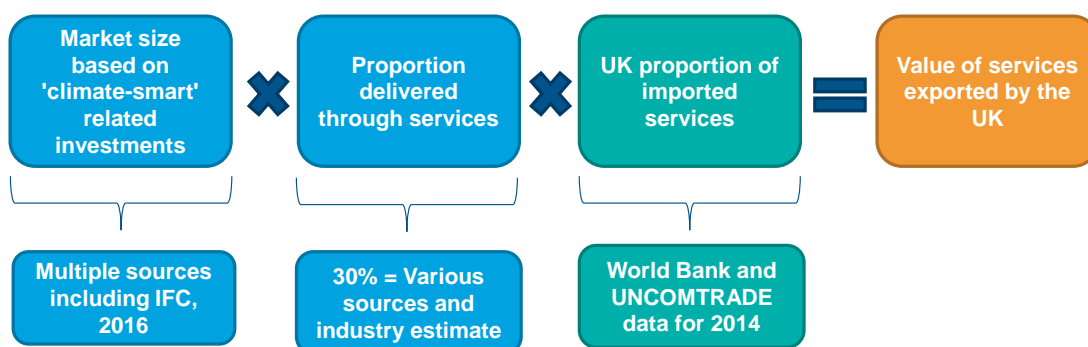 Market size
based on
'climate-smart'
related
investments
Proportion
delivered
through services
UK proportion of
imported
services
Value of services
exported by the
UK
Multiple sources
including IFC,
2016
30% = Various
sources and
industry estimate
World Bank and
UNCOMTRADE
data for 2014